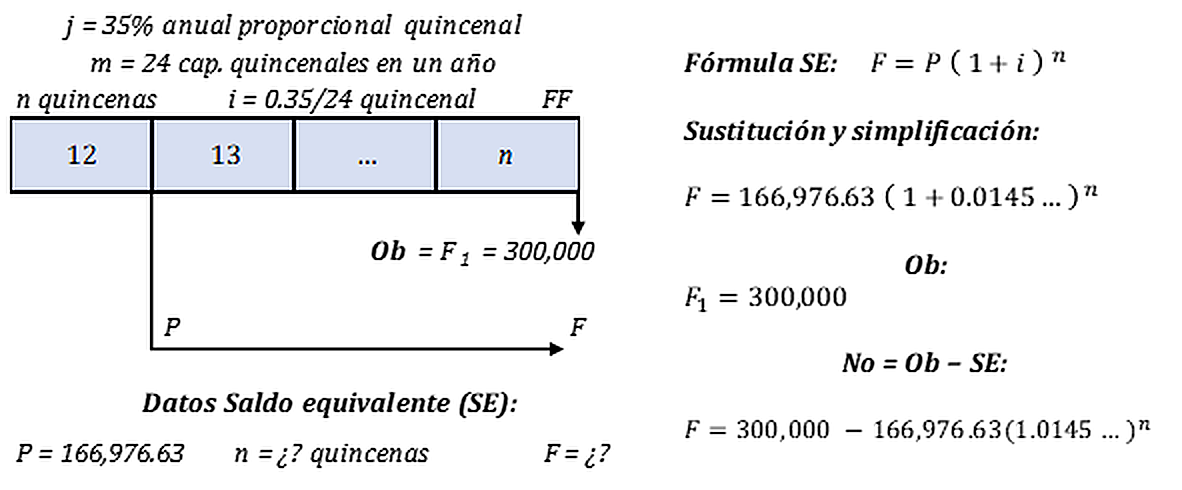 j = 35% anual proporcional quincenal
m = 24 cap. quincenales en un año
n quincenas i = 0.35/24 quincenal FF
12 13 ... n
Ob = F₁ = 300,000
P F
Datos Saldo equivalente (SE):
P = 166,976.63 n = ¿? quincenas F = ¿?
Fórmula SE: F = P ( 1 + i ) ⁿ
Sustitución y simplificación:
F = 166,976.63 ( 1 + 0.0145 ... ) ⁿ
Ob:
F₁ = 300,000
No = Ob − SE:
F = 300,000 − 166,976.63(1.0145 ... )ⁿ